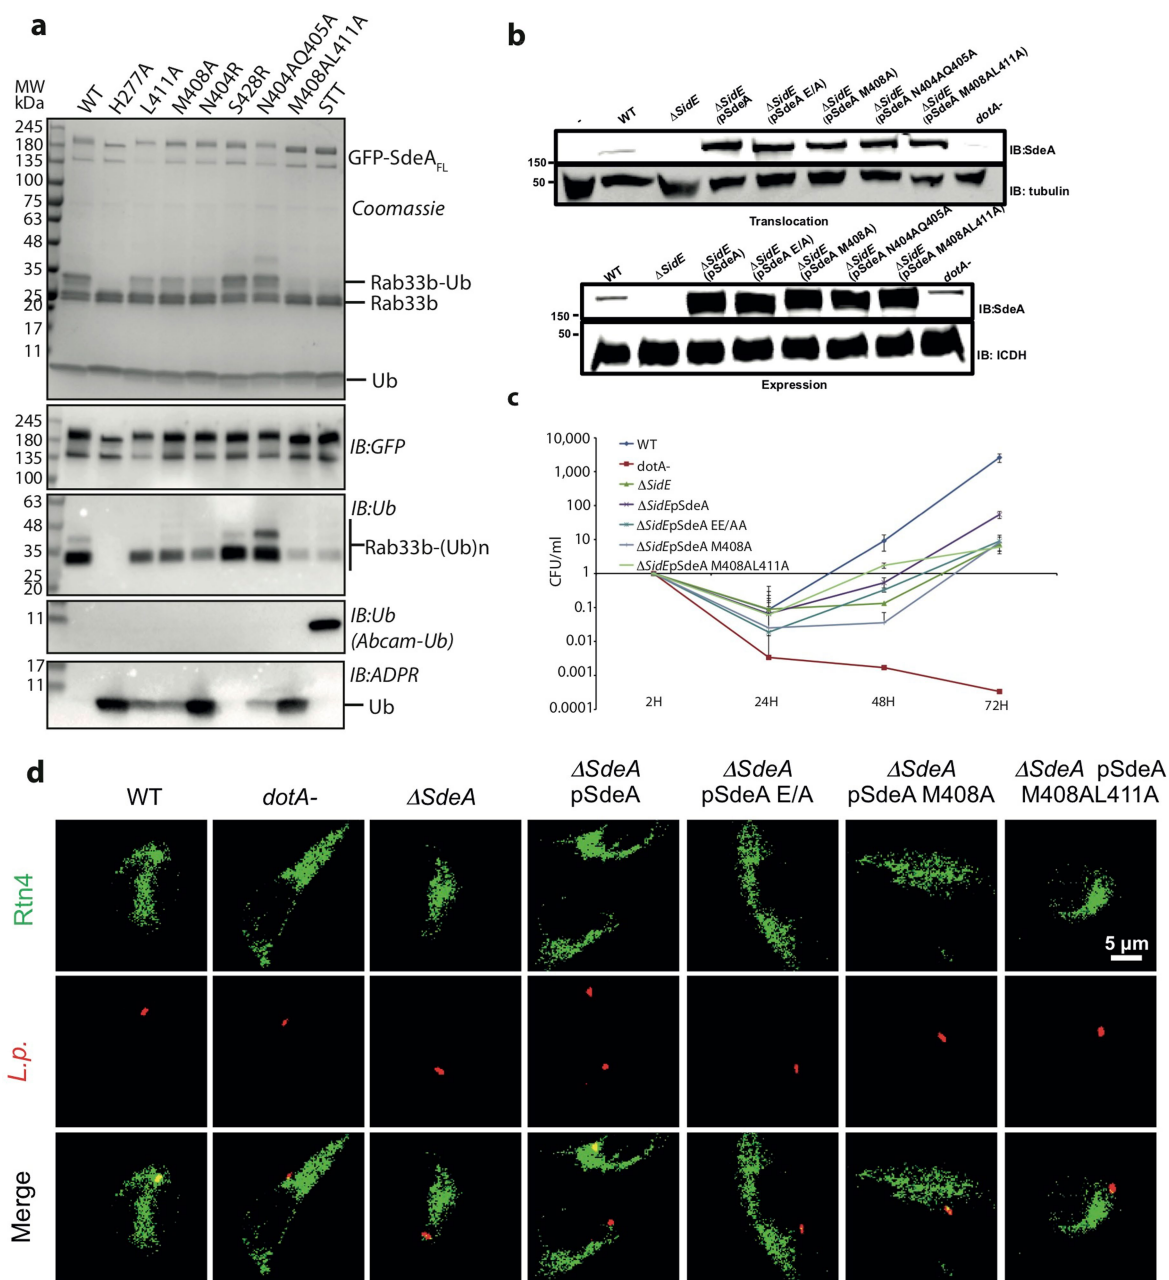 a
MW
kDa
WT
H277A
L411A
M408A
N404R
S428R
N404AQ405A
M408AL411A
STT
245
180
135
100
75
63
48
35
25
20
17
11
GFP-SdeAFL
Coomassie
Rab33b-Ub
Rab33b
Ub
245
180
135
100
IB:GFP
63
48
35
25
20
IB:Ub
Rab33b-(Ub)n
11
IB:Ub
(Abcam-Ub)
17
11
IB:ADPR
Ub
b
-
WT
ΔSidE
ΔSidE
(pSdeA
ΔSidE
(pSdeA E/A)
ΔSidE
(pSdeA M408A)
ΔSidE
(pSdeA N404AQ405A
ΔSidE
(pSdeA M408AL411A)
dotA-
150
50
IB:SdeA
IB: tubulin
Translocation
WT
ΔSidE
ΔSidE
(pSdeA)
ΔSidE
(pSdeA E/A)
ΔSidE
(pSdeA M408A)
ΔSidE
(pSdeA N404AQ405A
ΔSidE
(pSdeA M408AL411A)
dotA-
150
50
IB:SdeA
IB: ICDH
Expression
c
CFU/ml
10,000
1,000
100
10
1
0.1
0.01
0.001
0.0001
WT
dotA-
ΔSidE
ΔSidEpSdeA
ΔSidEpSdeA EE/AA
ΔSidEpSdeA M408A
ΔSidEpSdeA M408AL411A
2H
24H
48H
72H
d
WT
dotA-
ΔSdeA
ΔSdeA
pSdeA
ΔSdeA
pSdeA E/A
ΔSdeA
pSdeA M408A
ΔSdeA pSdeA
M408AL411A
Rtn4
5 µm
L.p.
Merge